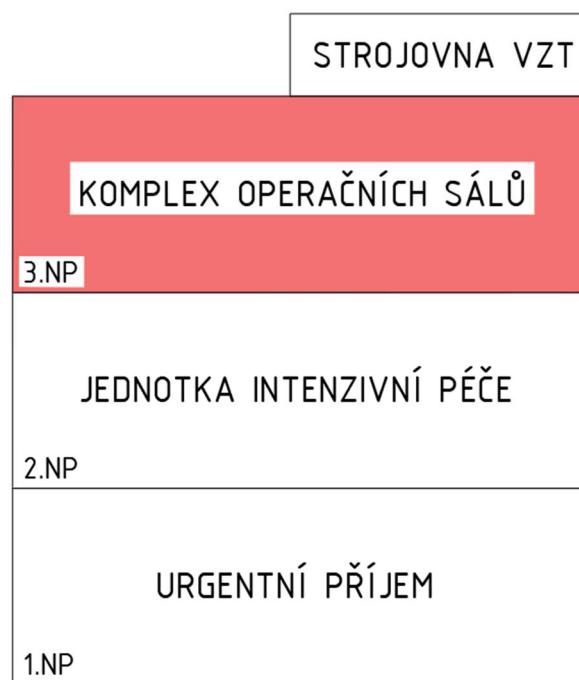 STROJOVNA VZT
KOMPLEX OPERAČNÍCH SÁLŮ
3.NP
JEDNOTKA INTENZIVNÍ PÉČE
2.NP
URGENTNÍ PŘÍJEM
1.NP